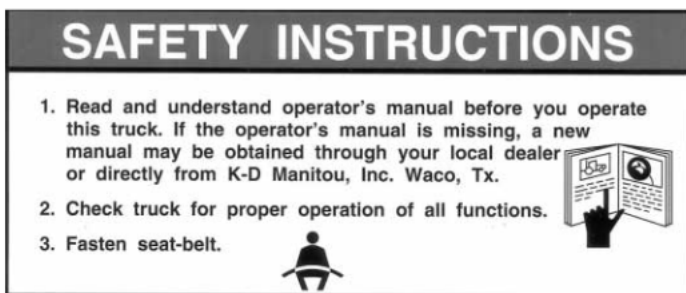 SAFETY INSTRUCTIONS
1. Read and understand operator's manual before you operate
this truck. If the operator's manual is missing, a new
manual may be obtained through your local dealer
or directly from K-D Manitou, Inc. Waco, Tx.
2. Check truck for proper operation of all functions.
3. Fasten seat-belt.